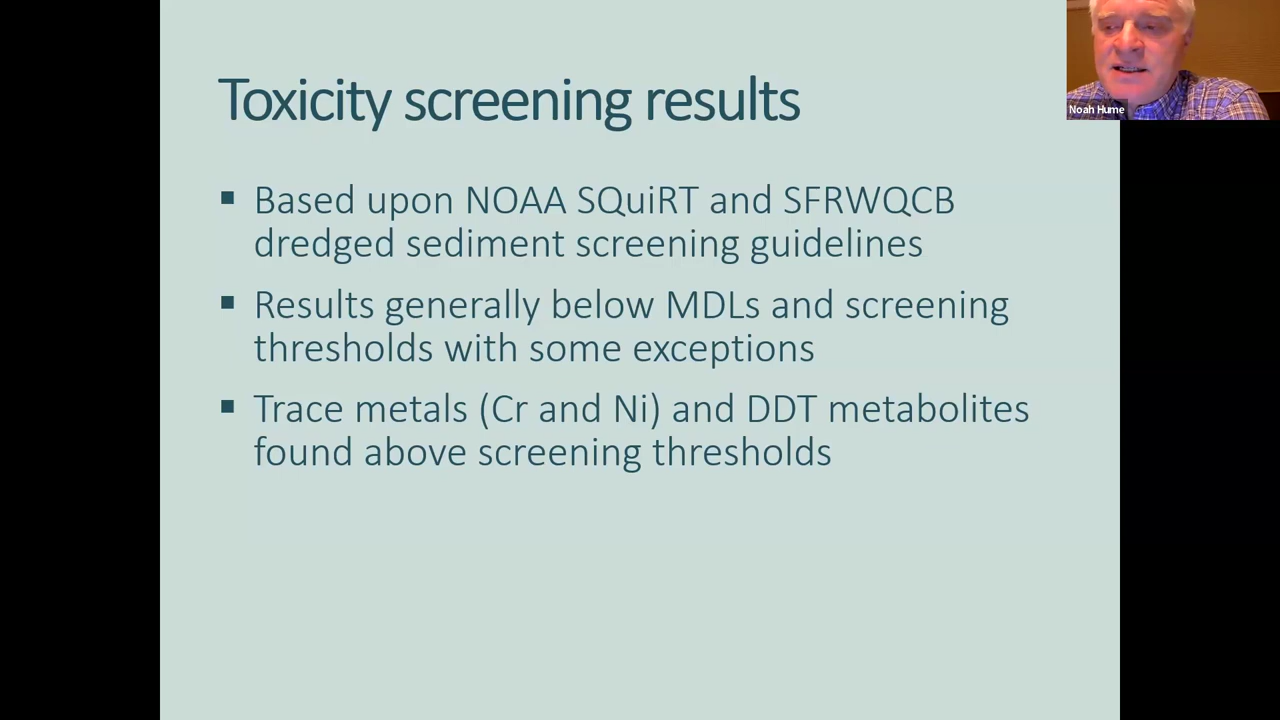 Toxicity screening results
Noah Hume
▪ Based upon NOAA SQuiRT and SFRWQCB
dredged sediment screening guidelines
▪ Results generally below MDLs and screening
thresholds with some exceptions
▪ Trace metals (Cr and Ni) and DDT metabolites
found above screening thresholds